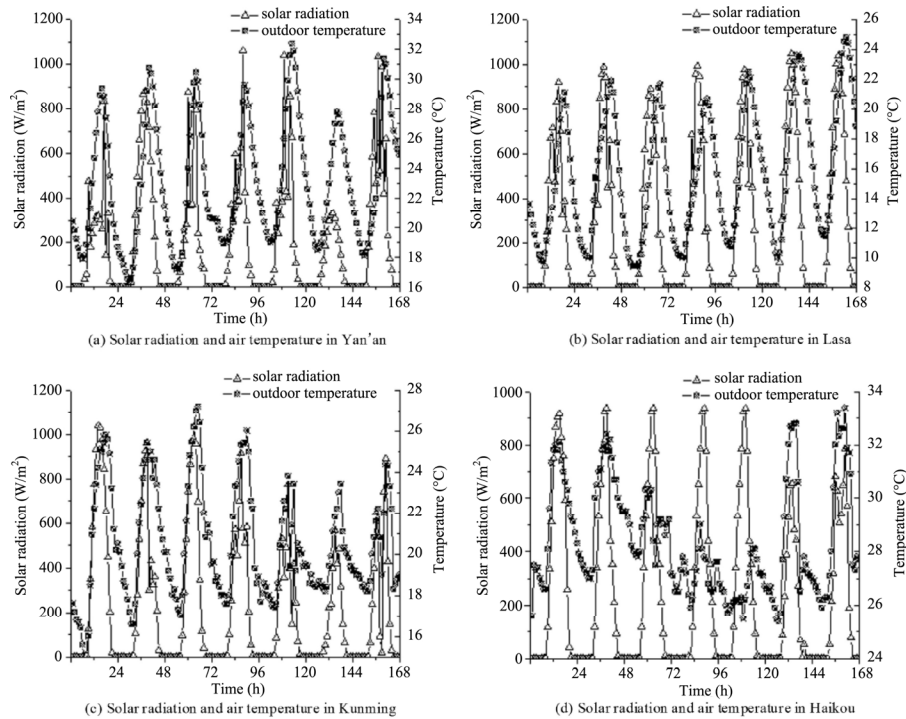 solar radiation
outdoor temperature
1200
1000
800
600
400
200
0
Solar radiation (W/m²)
34
32
30
28
26
24
22
20
18
16
Temperature (°C)
24 48 72 96 120 144 168
Time (h)
(a) Solar radiation and air temperature in Yan'an
solar radiation
outdoor temperature
1200
1000
800
600
400
200
0
Solar radiation (W/m²)
26
24
22
20
18
16
14
12
10
8
Temperature (°C)
24 48 72 96 120 144 168
Time (h)
(b) Solar radiation and air temperature in Lasa
solar radiation
outdoor temperature
1200
1000
800
600
400
200
0
Solar radiation (W/m²)
28
26
24
22
20
18
16
Temperature (°C)
24 48 72 96 120 144 168
Time (h)
(c) Solar radiation and air temperature in Kunming
solar radiation
outdoor temperature
1000
800
600
400
200
0
Solar radiation (W/m²)
34
32
30
28
26
24
Temperature (°C)
24 48 72 96 120 144 168
Time (h)
(d) Solar radiation and air temperature in Haikou